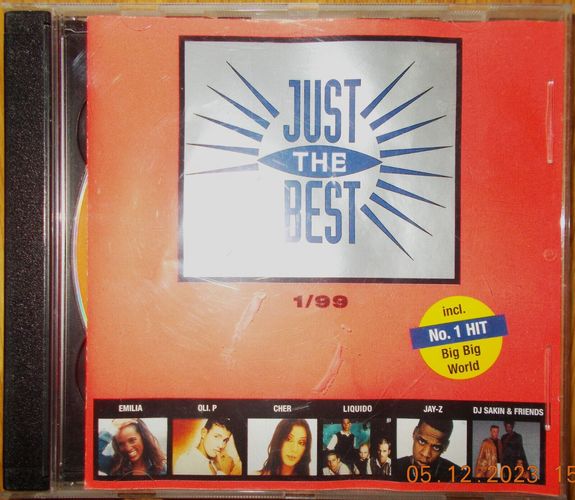 JUST
THE
BEST
1/99
incl.
No. 1 HIT
Big Big
World
EMILIA
OLI. P
CHER
LIQUIDO
JAY-Z
DJ SAKIN & FRIENDS
05.12.2023 15